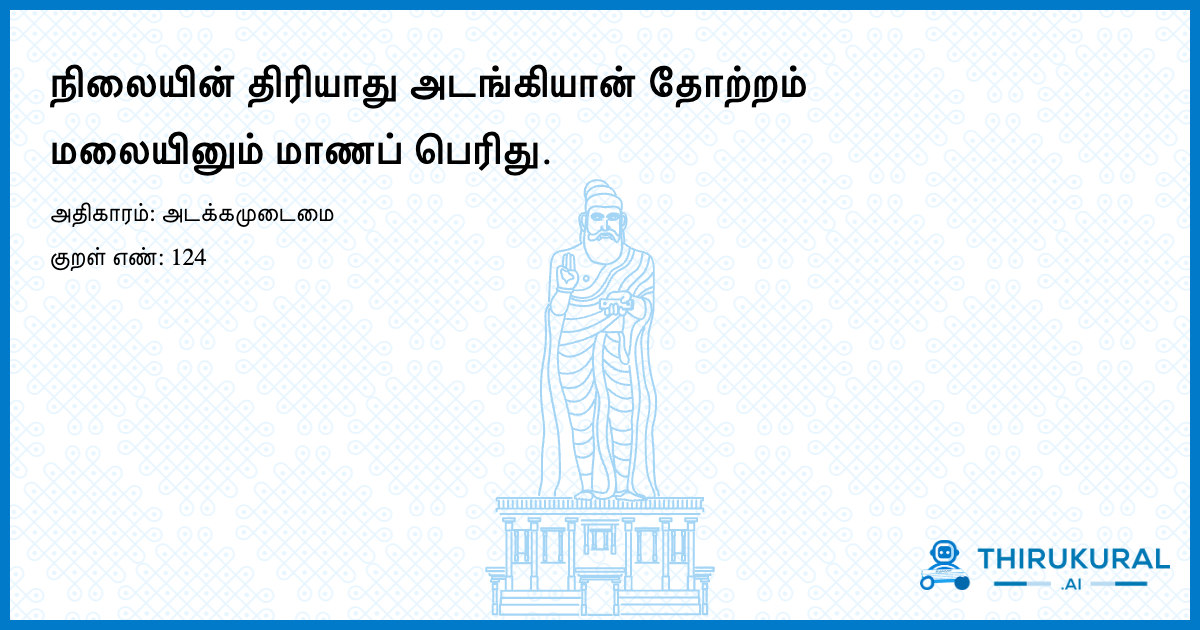 நிலையின் திரியாது அடங்கியான் தோற்றம்
மலையினும் மாணப் பெரிது.
அதிகாரம்: அடக்கமுடைமை
குறள் எண்: 124
THIRUKURAL
.AI